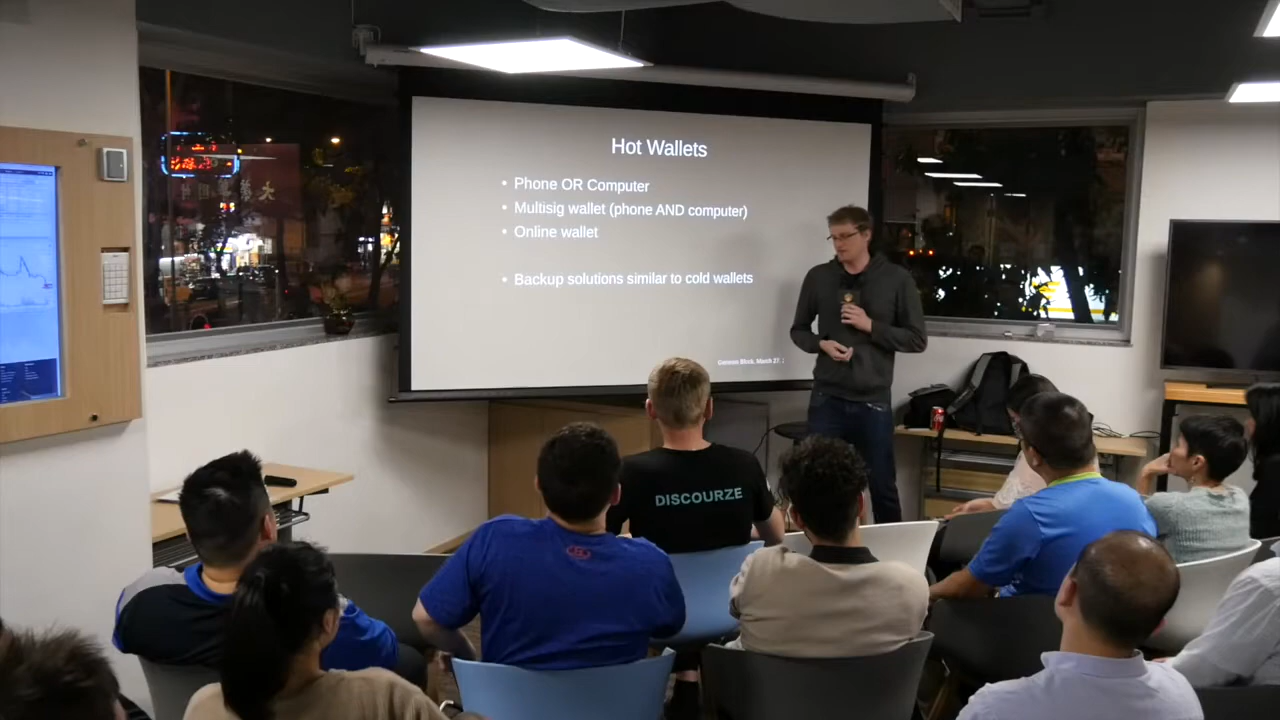 Hot Wallets
• Phone OR Computer
• Multisig wallet (phone AND computer)
• Online wallet
• Backup solutions similar to cold wallets
DISCOURZE